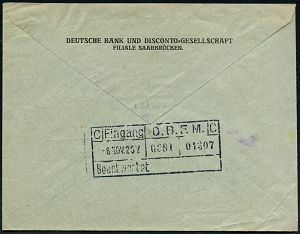 DEUTSCHE BANK UND DISCONTO-GESELLSCHAFT
FILIALE SAARBRÜCKEN.
C Eingang D.B.F.M. C
Beantwortet